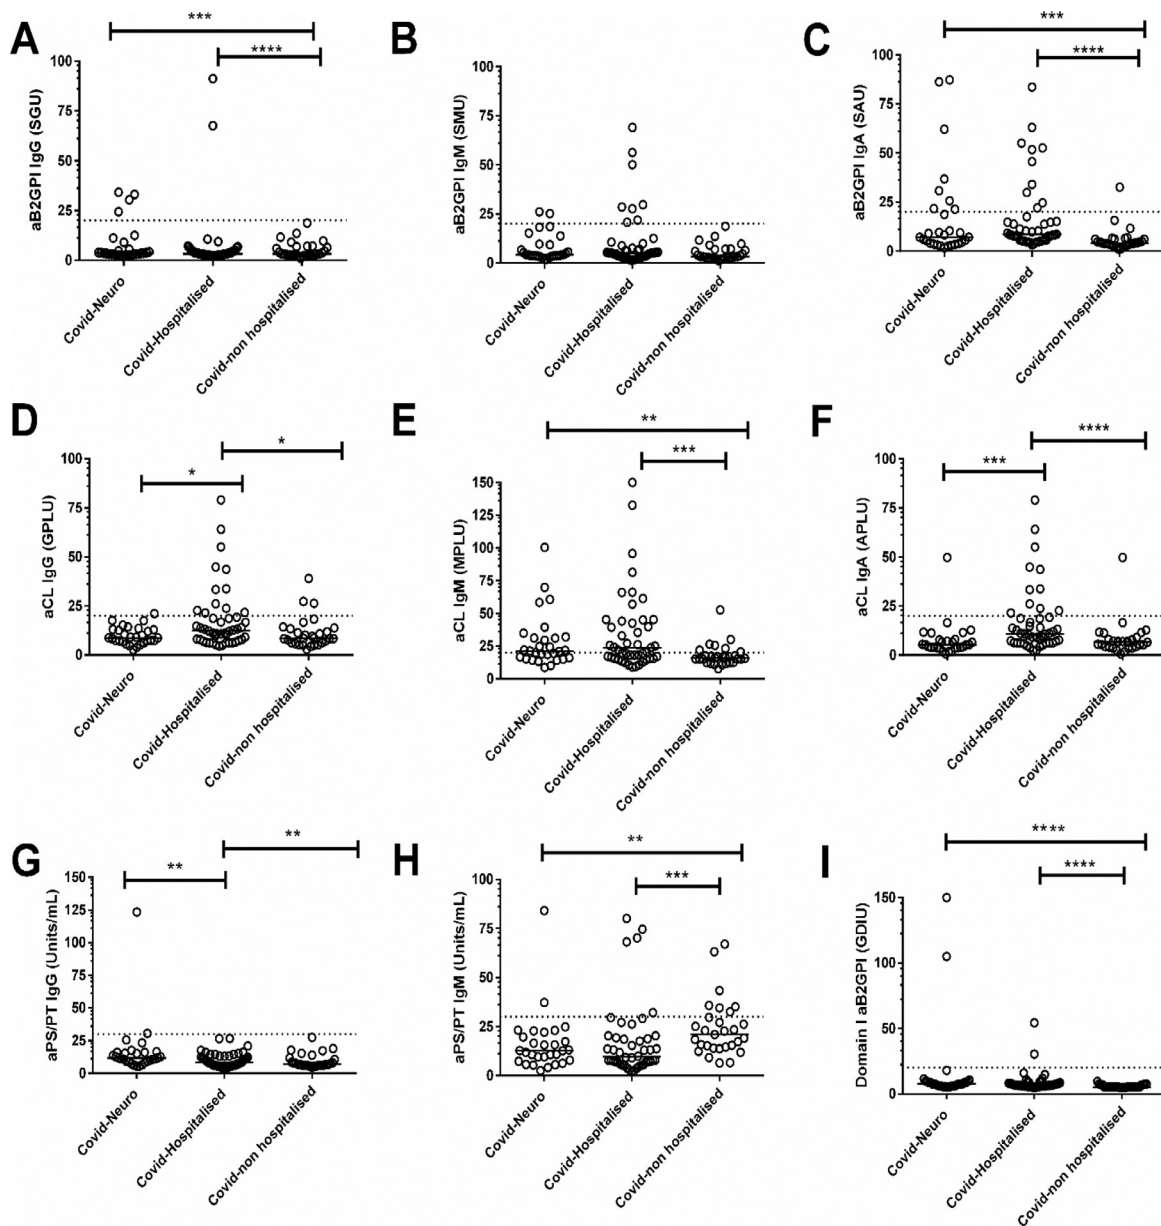 A
***
****
aB2GPI IgG (SGU)
100
75
50
25
0
Covid-Neuro
Covid-Hospitalised
Covid-non hospitalised
B
aB2GPI IgM (SMU)
100
75
50
25
0
Covid-Neuro
Covid-Hospitalised
Covid-non hospitalised
C
***
****
aB2GPI IgA (SAU)
100
75
50
25
0
Covid-Neuro
Covid-Hospitalised
Covid-non hospitalised
D
*
*
aCL IgG (GPLU)
100
75
50
25
0
Covid-Neuro
Covid-Hospitalised
Covid-non hospitalised
E
**
***
aCL IgM (MPLU)
150
125
100
75
50
25
0
Covid-Neuro
Covid-Hospitalised
Covid-non hospitalised
F
****
***
aCL IgA (APLU)
100
75
50
25
0
Covid-Neuro
Covid-Hospitalised
Covid-non hospitalised
G
**
**
aPS/PT IgG (Units/mL)
150
125
100
75
50
25
0
Covid-Neuro
Covid-Hospitalised
Covid-non hospitalised
H
**
***
aPS/PT IgM (Units/mL)
100
75
50
25
0
Covid-Neuro
Covid-Hospitalised
Covid-non hospitalised
I
****
****
Domain I aB2GPI (GDIU)
150
100
50
0
Covid-Neuro
Covid-Hospitalised
Covid-non hospitalised